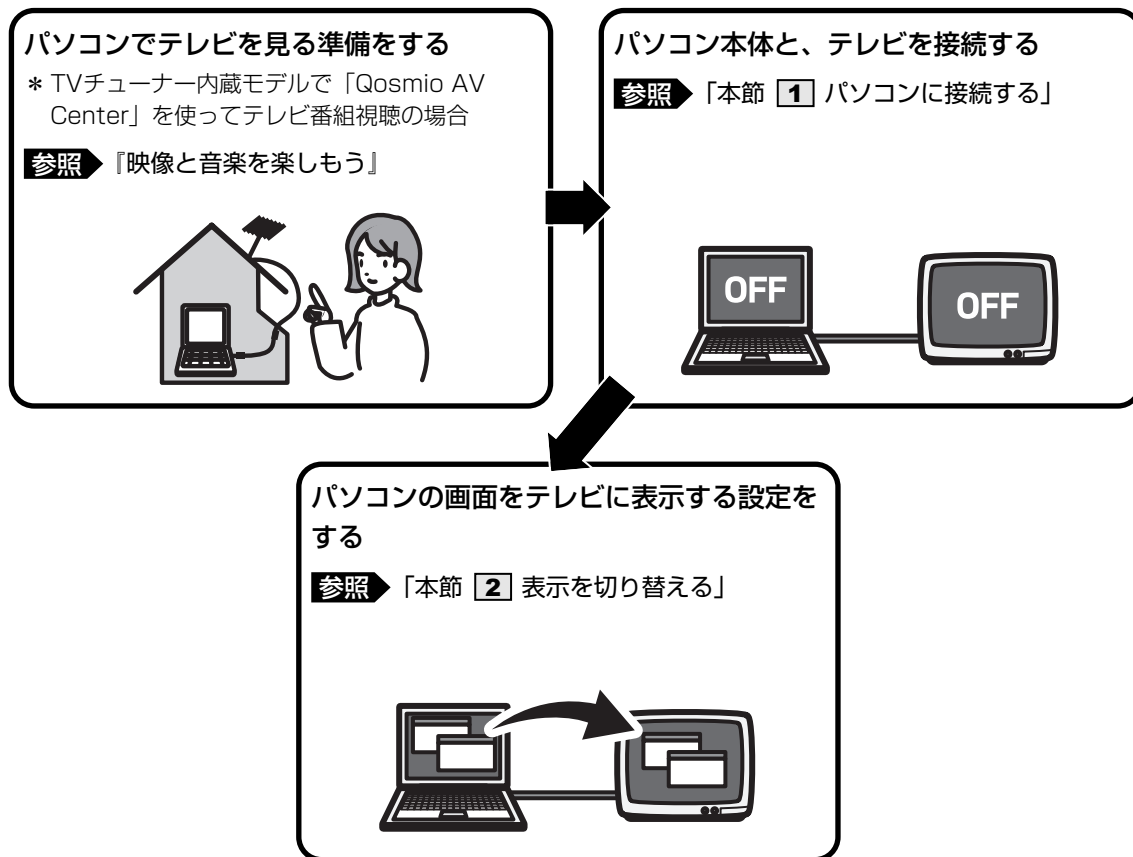 パソコンでテレビを見る準備をする
* TVチューナー内蔵モデルで「Qosmio AV
Center」を使ってテレビ番組視聴の場合
参照 『映像と音楽を楽しもう』
パソコン本体と、テレビを接続する
参照 「本節 1 パソコンに接続する」
OFF
OFF
パソコンの画面をテレビに表示する設定を
する
参照 「本節 2 表示を切り替える」